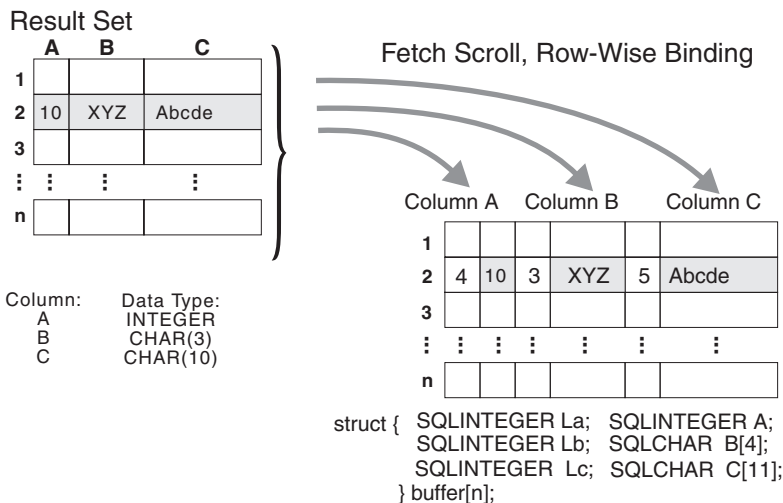 Result Set
A B C
1
2 10 XYZ Abcde
3
⋮ ⋮ ⋮ ⋮
n
Fetch Scroll, Row-Wise Binding
Column A Column B Column C
1
2 4 10 3 XYZ 5 Abcde
3
⋮ ⋮ ⋮ ⋮ ⋮ ⋮ ⋮
n
Column: Data Type:
A INTEGER
B CHAR(3)
C CHAR(10)
struct { SQLINTEGER La; SQLINTEGER A;
SQLINTEGER Lb; SQLCHAR B[4];
SQLINTEGER Lc; SQLCHAR C[11];
} buffer[n];